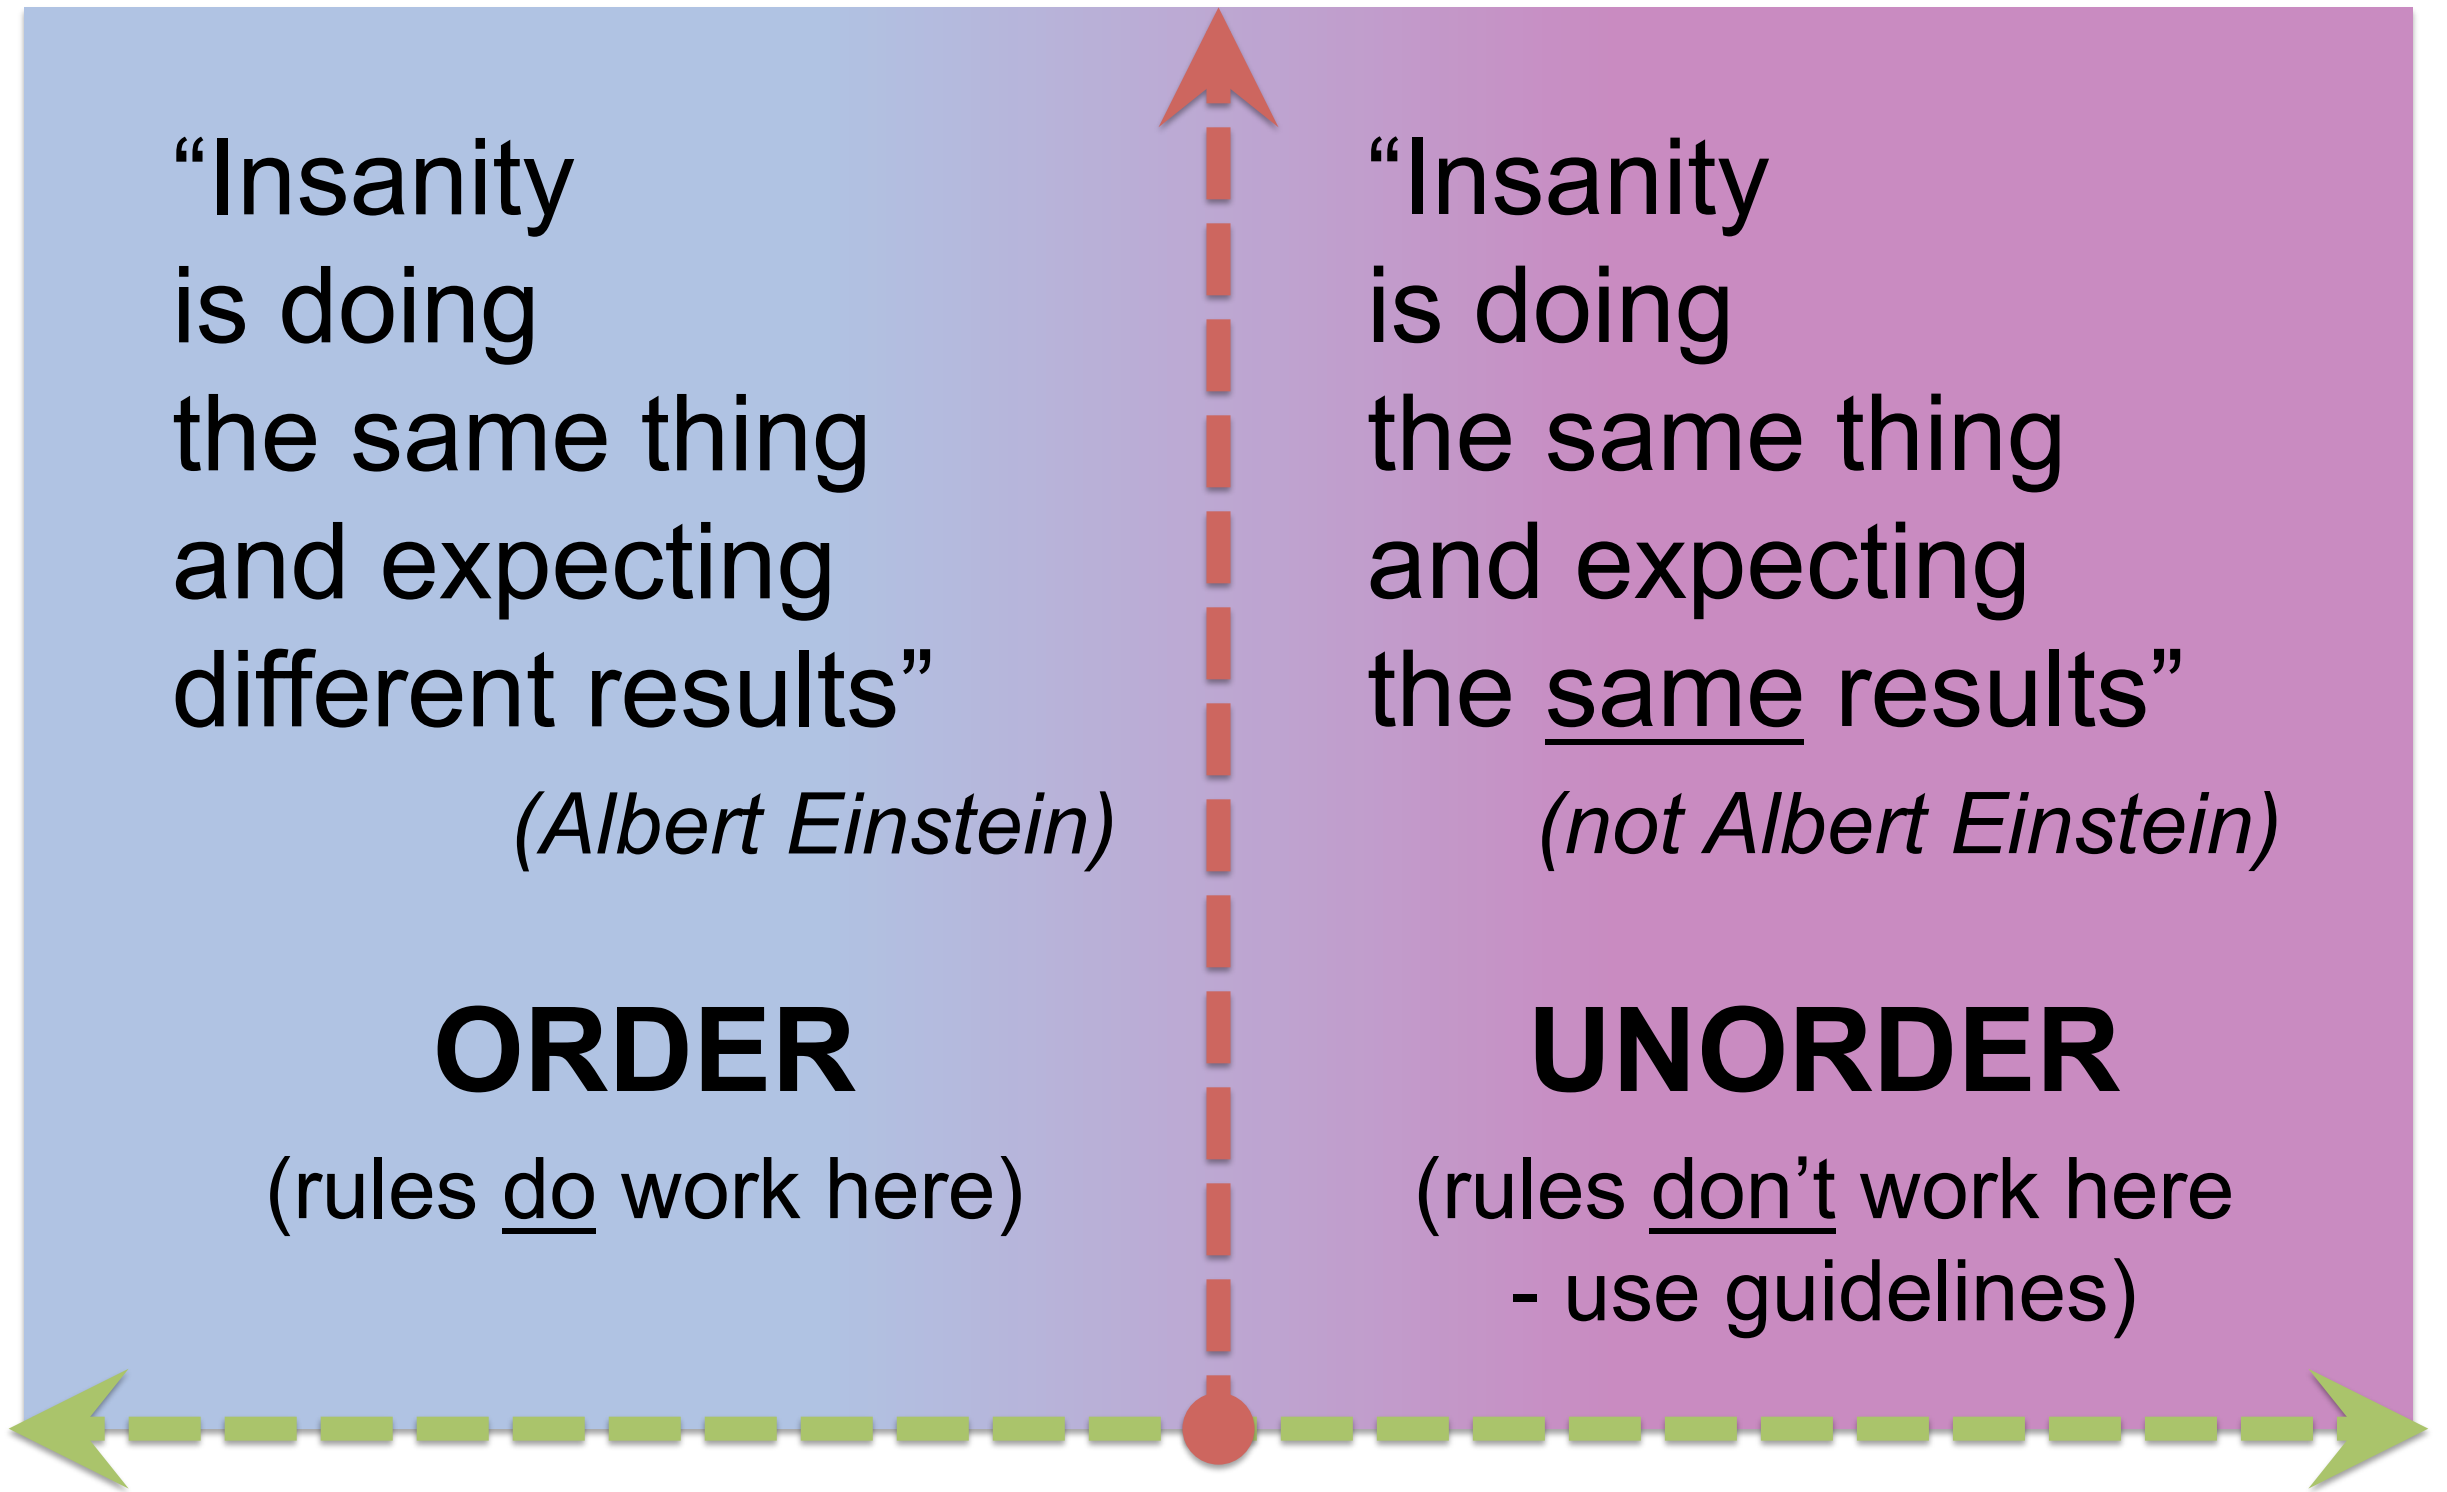 “Insanity
is doing
the same thing
and expecting
different results”
(Albert Einstein)
ORDER
(rules do work here)
“Insanity
is doing
the same thing
and expecting
the same results”
(not Albert Einstein)
UNORDER
(rules don’t work here
- use guidelines)